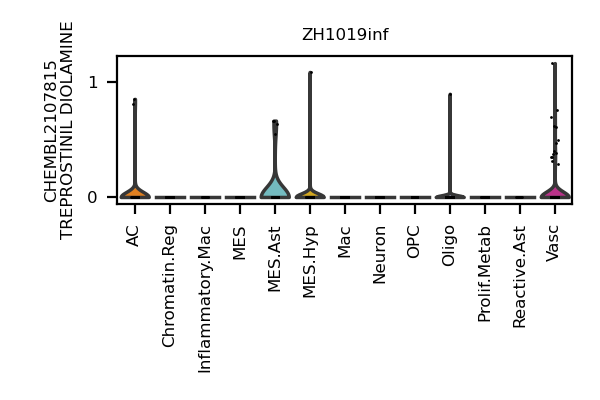 ZH1019inf
CHEMBL2107815
TREPROSTINIL DIOLAMINE
1
0
AC
Chromatin.Reg
Inflammatory.Mac
MES
MES.Ast
MES.Hyp
Mac
Neuron
OPC
Oligo
Prolif.Metab
Reactive.Ast
Vasc